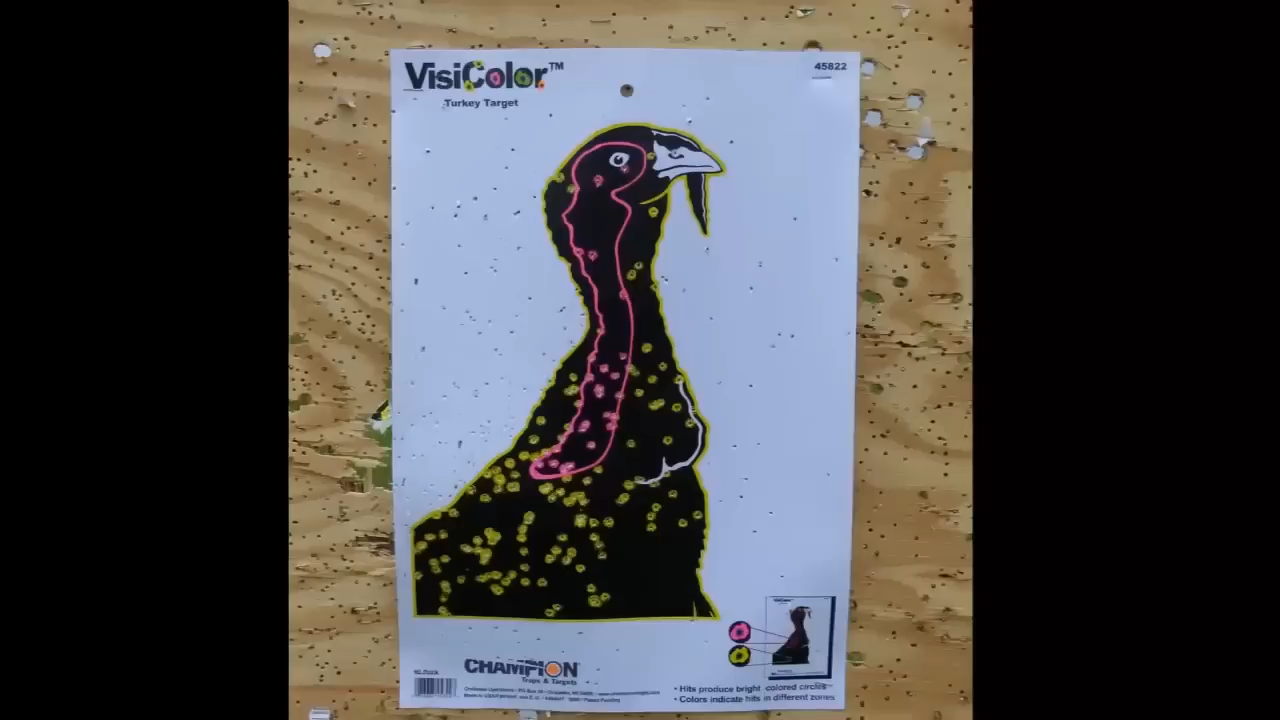 VisiColor™
45822
Turkey Target
CHAMPION
Traps & Targets
• Hits produce bright colored circles
• Colors indicate hits in different zones